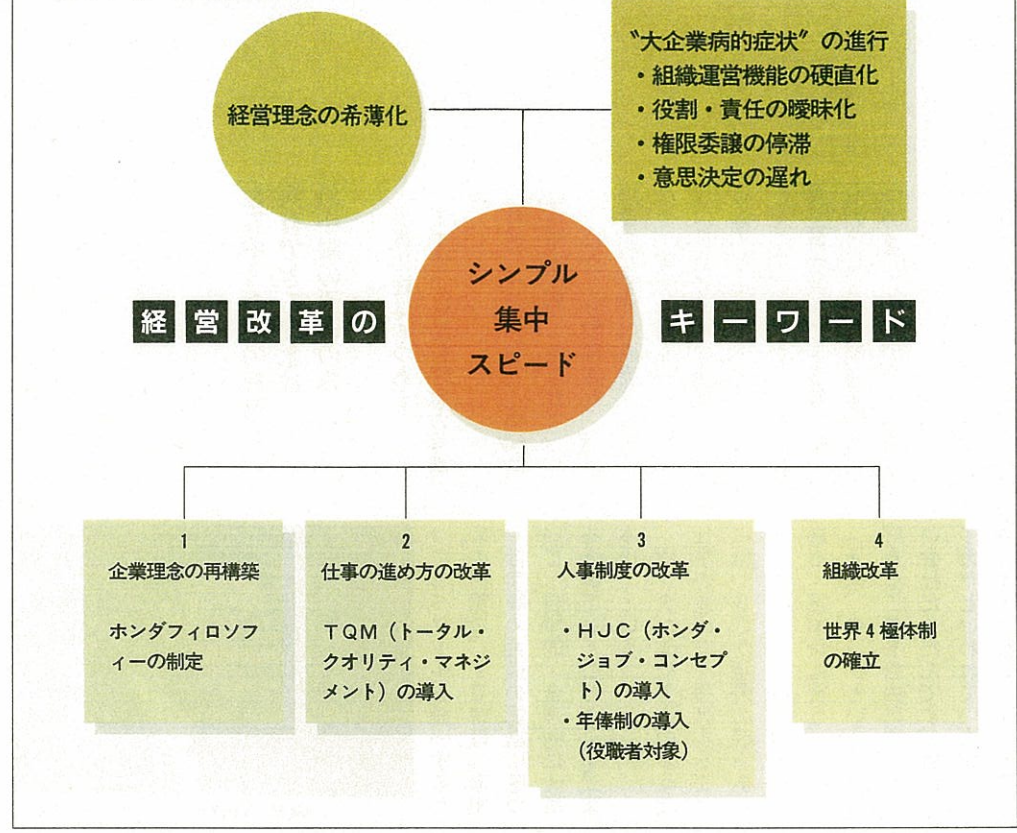 経営理念の希薄化
〝大企業病的症状〟の進行
・組織運営機能の硬直化
・役割・責任の曖昧化
・権限委譲の停滞
・意思決定の遅れ
経営改革の
シンプル
集中
スピード
キーワード
1
企業理念の再構築
ホンダフィロソフ
ィーの制定
2
仕事の進め方の改革
TQM(トータル・
クオリティ・マネジ
メント)の導入
3
人事制度の改革
・HJC(ホンダ・
ジョブ・コンセプ
ト)の導入
・年俸制の導入
(役職者対象)
4
組織改革
世界4極体制
の確立